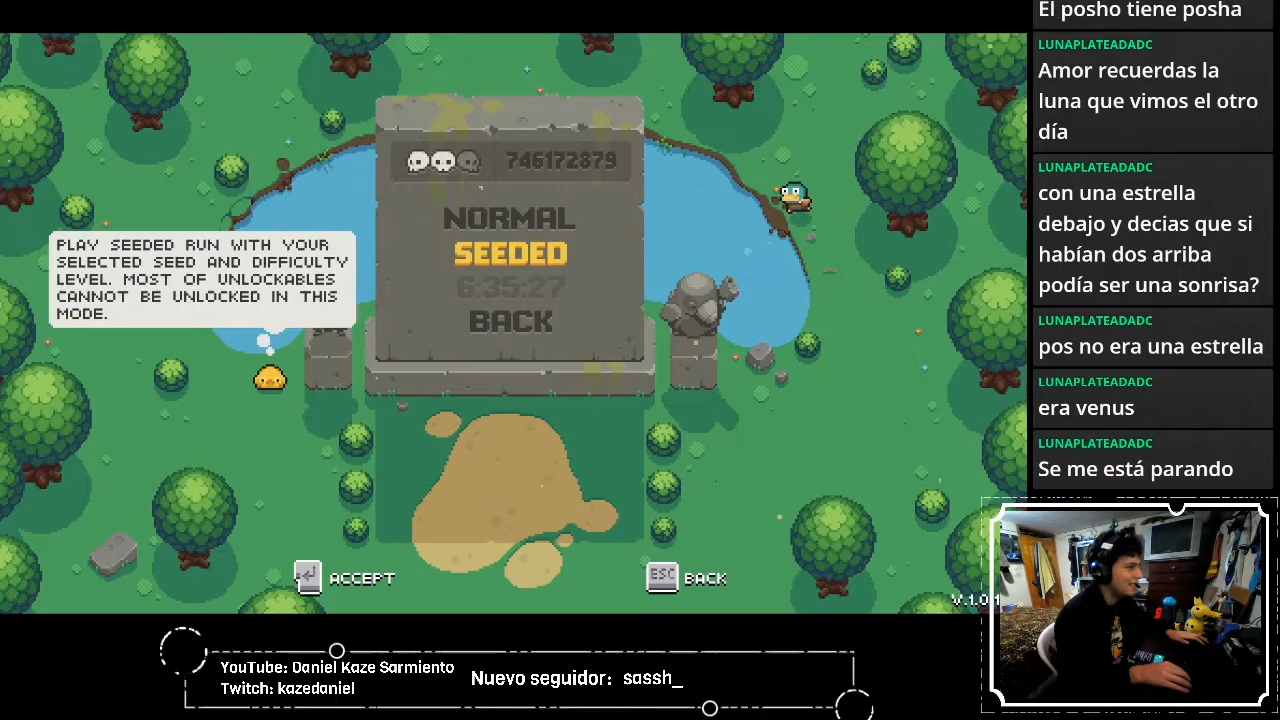 El posho tiene posha
LUNAPLATEADADC
Amor recuerdas la
luna que vimos el otro
día
LUNAPLATEADADC
con una estrella
debajo y decias que si
habían dos arriba
podía ser una sonrisa?
LUNAPLATEADADC
pos no era una estrella
LUNAPLATEADADC
era venus
LUNAPLATEADADC
Se me está parando
746172879
NORMAL
SEEDED
6:35:27
BACK
PLAY SEEDED RUN WITH YOUR
SELECTED SEED AND DIFFICULTY
LEVEL. MOST OF UNLOCKABLES
CANNOT BE UNLOCKED IN THIS
MODE.
ACCEPT
ESC BACK
YouTube: Daniel Kaze Sarmiento
Twitch: kazedaniel
Nuevo seguidor: sassh_